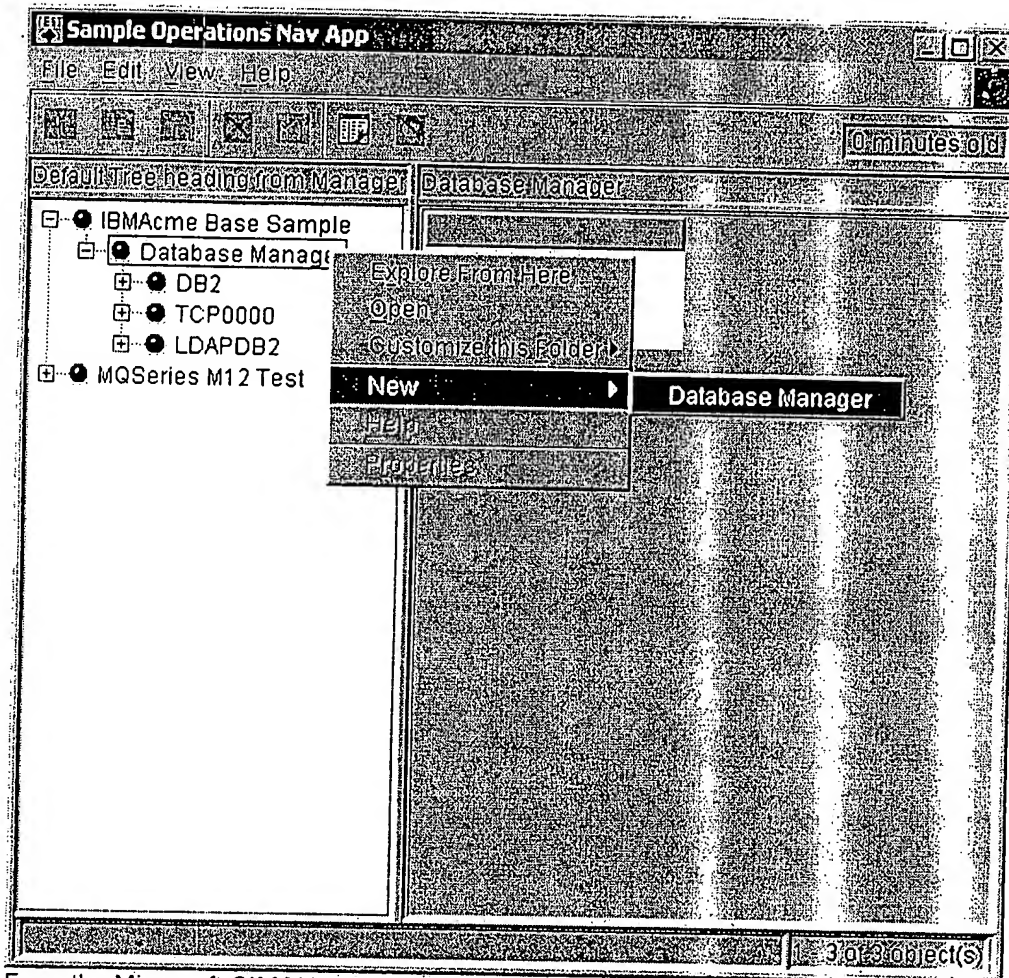 Sample Operations Nav App
File Edit View Help
0 minutes old
Default Tree heading from Manager
Database Manager
IBMAcme Base Sample
Database Manage
DB2
TCP0000
LDAPDB2
MQSeries M12 Test
Explore From Here
Open
Customize this Folder
New
Database Manager
Help
Properties
3 of 3 object(s)